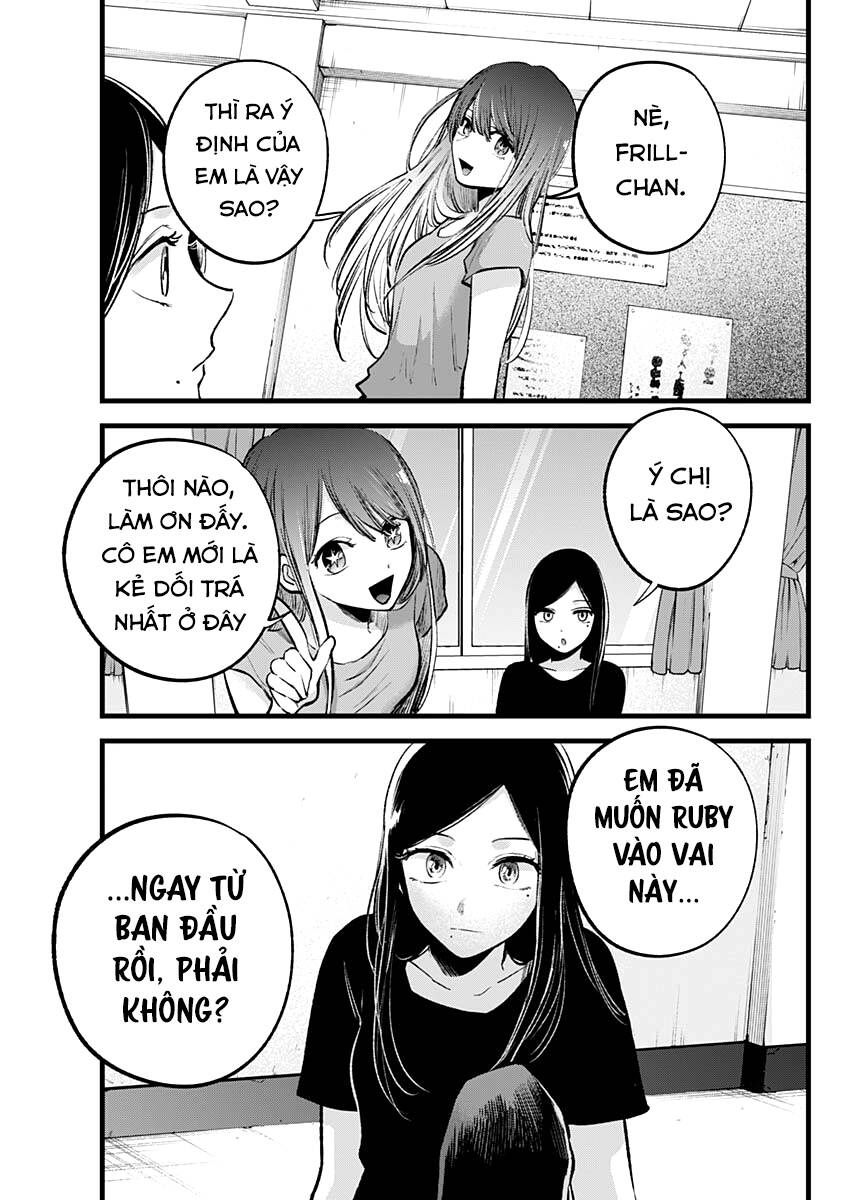 NÈ,
FRILL-
CHAN.
THÌ RA Ý
ĐỊNH CỦA
EM LÀ VẬY
SAO?
Ý CHỊ
LÀ SAO?
THÔI NÀO,
LÀM ƠN ĐẤY.
CÔ EM MỚI LÀ
KẺ DỐI TRÁ
NHẤT Ở ĐÂY
EM ĐÃ
MUỐN RUBY
VÀO VAI
NÀY...
...NGAY TỪ
BAN ĐẦU
RỒI, PHẢI
KHÔNG?